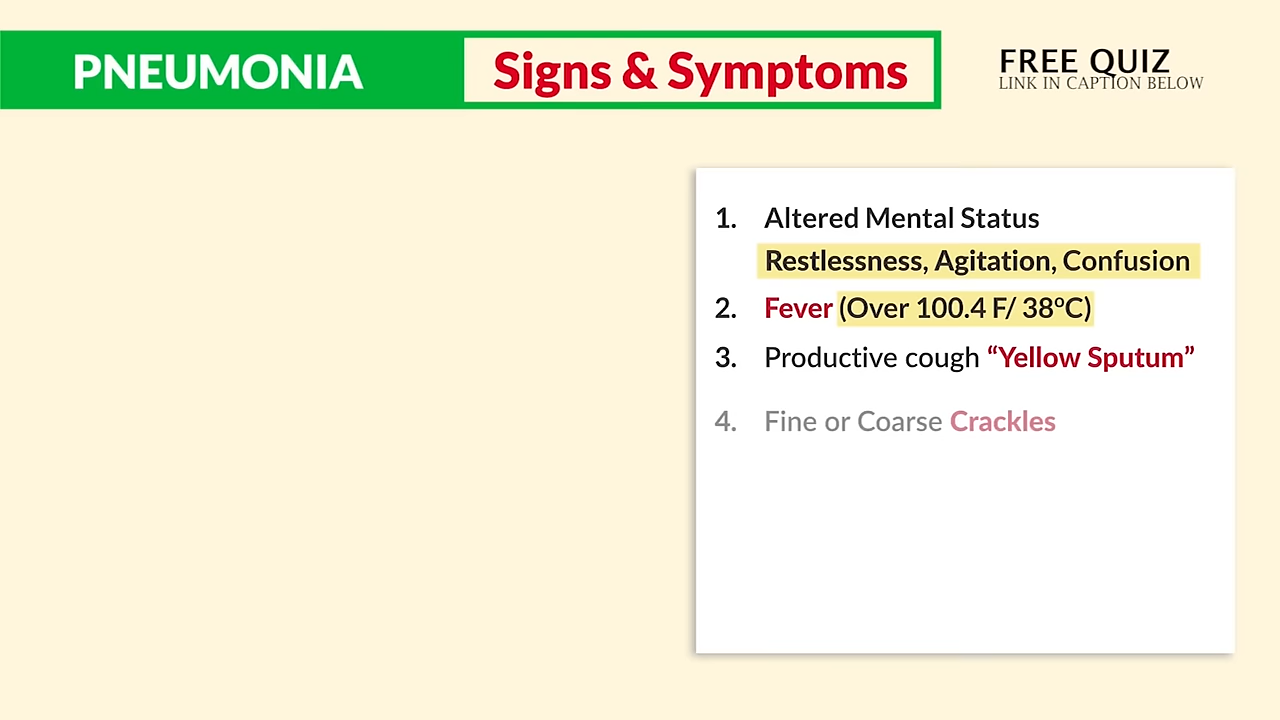 PNEUMONIA
Signs & Symptoms
FREE QUIZ
LINK IN CAPTION BELOW
1. Altered Mental Status
Restlessness, Agitation, Confusion
2. Fever (Over 100.4 F/ 38ºC)
3. Productive cough “Yellow Sputum”
4. Fine or Coarse Crackles